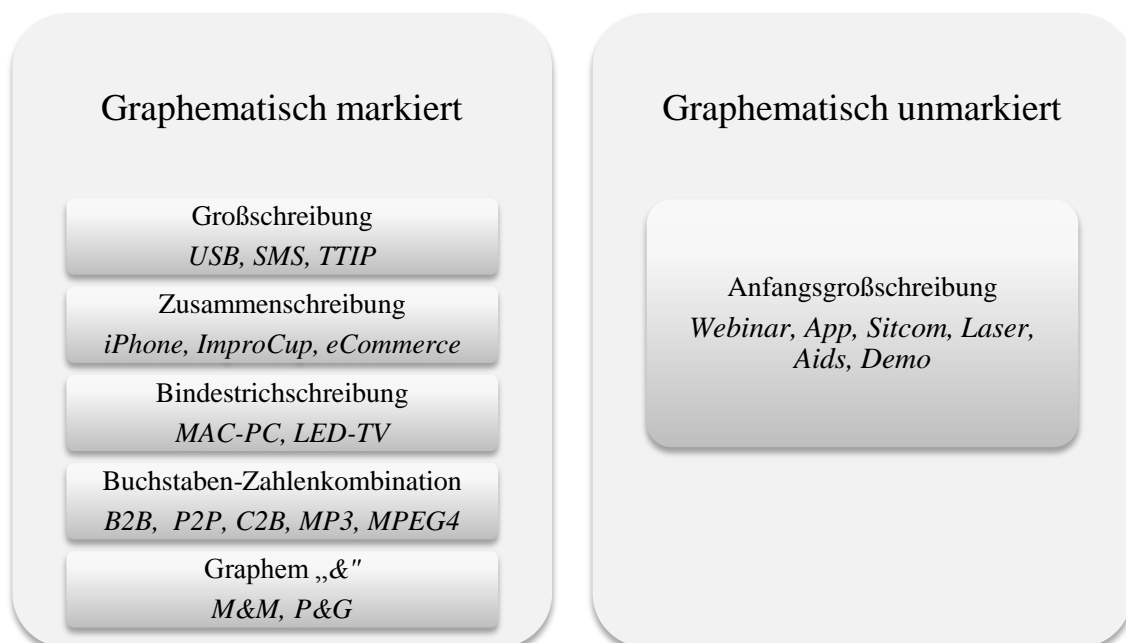 Graphematisch markiert
Großschreibung
USB, SMS, TTIP
Zusammenschreibung
iPhone, ImproCup, eCommerce
Bindestrichschreibung
MAC-PC, LED-TV
Buchstaben-Zahlenkombination
B2B,  P2P, C2B, MP3, MPEG4
Graphem „&"
M&M, P&G
Graphematisch unmarkiert
Anfangsgroßschreibung
Webinar, App, Sitcom, Laser,
Aids, Demo